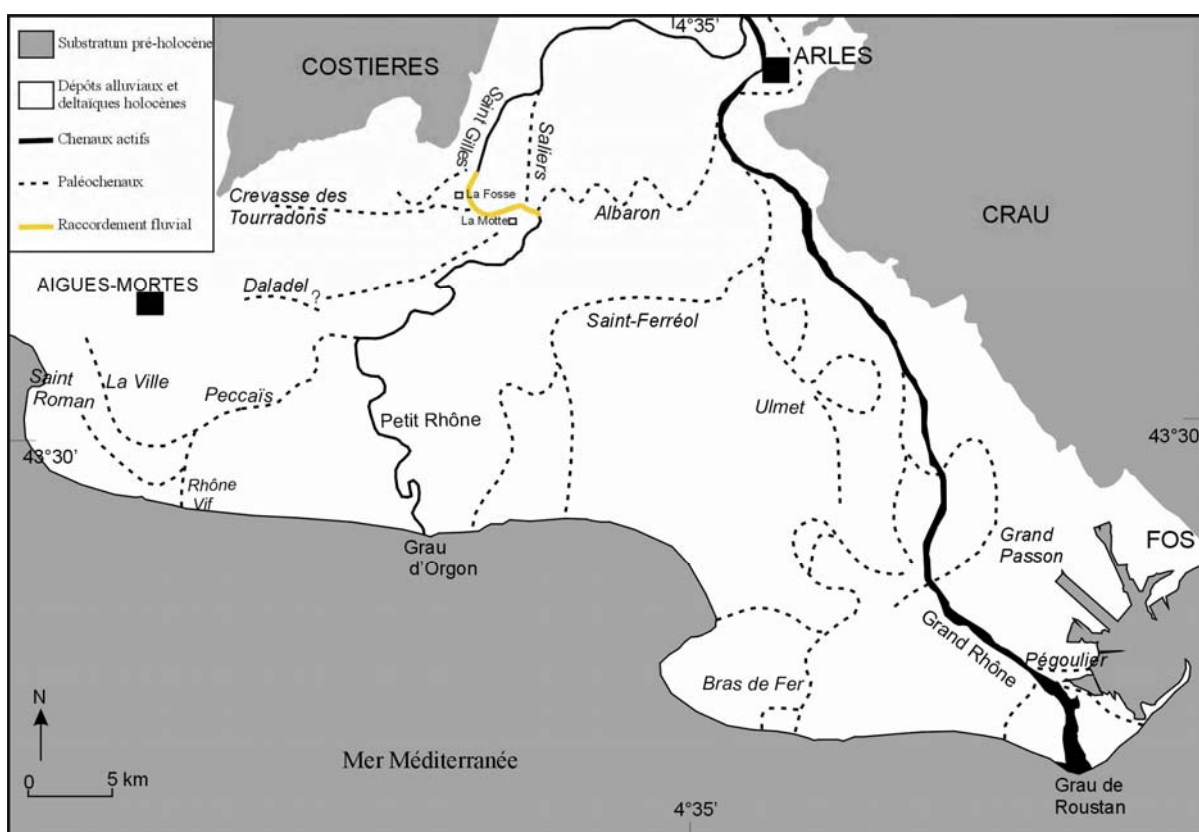 Substratum pré-holocène
Dépôts alluviaux et
deltaïques holocènes
Chenaux actifs
Paléochenaux
Raccordement fluvial
4°35'
ARLES
COSTIERES
Saint Gilles
Saliers
La Fosse
Crevasse des
Tourradons
La Motte
Albaron
CRAU
AIGUES-MORTES
Daladel
?
Saint-Ferréol
Saint
Roman
La Ville
Peccaïs
Petit Rhône
Ulmet
43°30'
43°30'
Rhône
Vif
Grau
d'Orgon
Grand
Passon
FOS
Grand Rhône
Pégoulier
Bras de Fer
N
0
5 km
Mer Méditerranée
4°35'
Grau de
Roustan